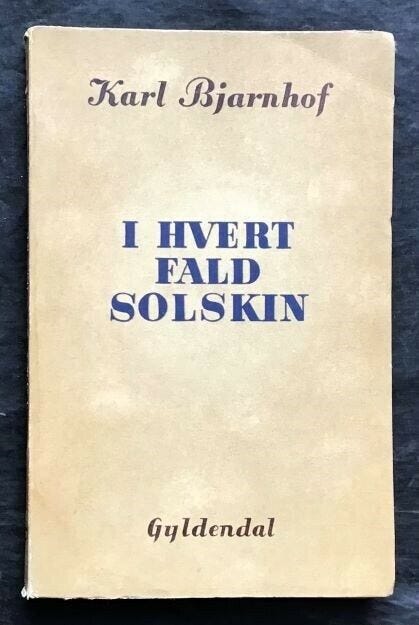 Karl Bjarnhof
I HVERT
FALD
SOLSKIN
Gyldendal